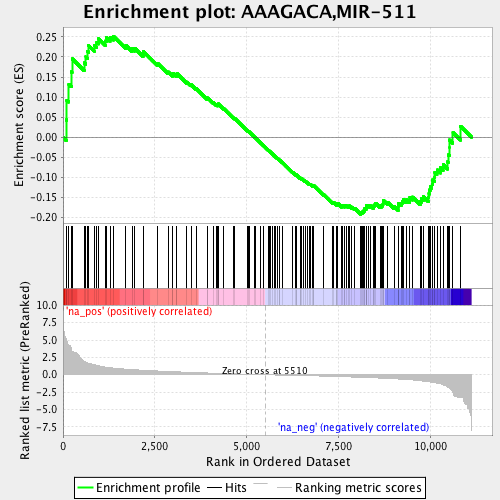 Enrichment plot: AAAGACA,MIR-511
Enrichment score (ES)
0.25
0.20
0.15
0.10
0.05
0.00
-0.05
-0.10
-0.15
-0.20
Ranked list metric (PreRanked)
10.0
7.5
5.0
2.5
0.0
-2.5
-5.0
-7.5
'na_pos' (positively correlated)
Zero cross at 5510
'na_neg' (negatively correlated)
0
2,500
5,000
7,500
10,000
Rank in Ordered Dataset
Enrichment profile
Hits
Ranking metric scores